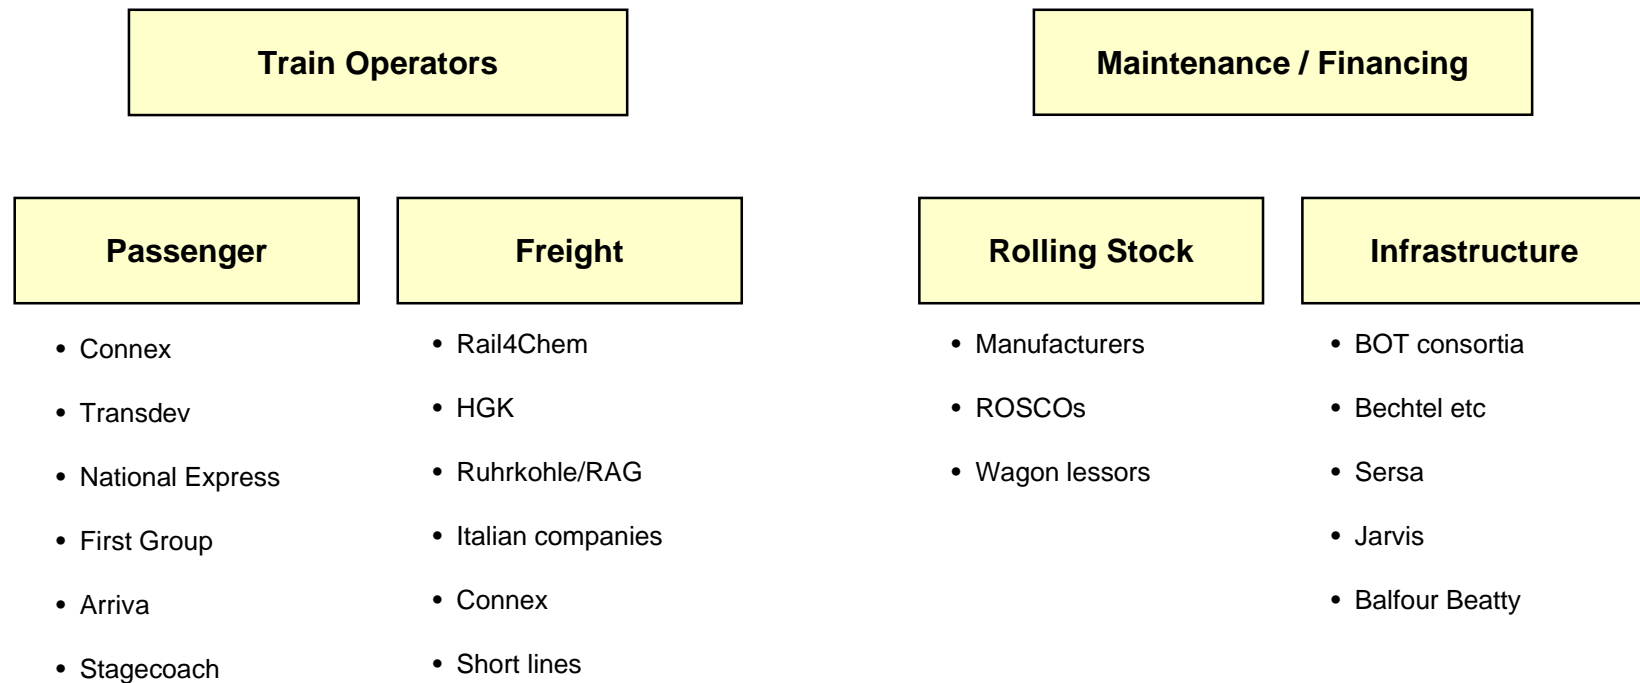 Train Operators
Maintenance / Financing
Passenger
Freight
Rolling Stock
Infrastructure
• Connex
• Transdev
• National Express
• First Group
• Arriva
• Stagecoach
• Rail4Chem
• HGK
• Ruhrkohle/RAG
• Italian companies
• Connex
• Short lines
• Manufacturers
• ROSCOs
• Wagon lessors
• BOT consortia
• Bechtel etc
• Sersa
• Jarvis
• Balfour Beatty